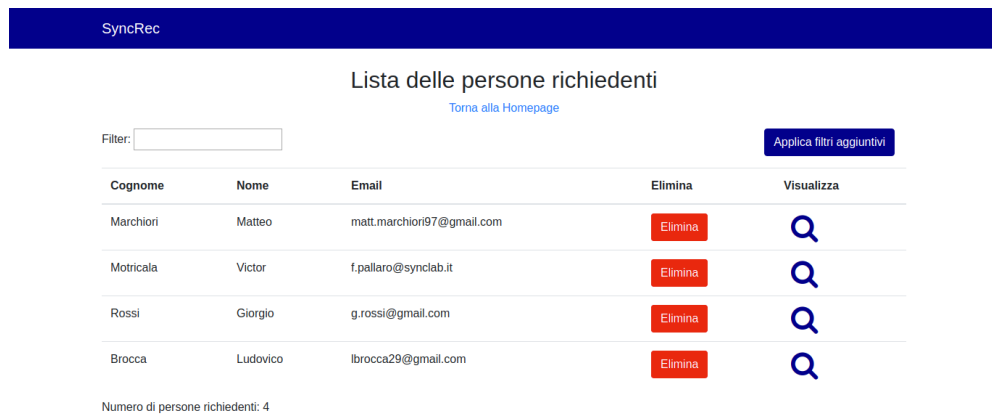 SyncRec
Lista delle persone richiedenti
Torna alla Homepage
Filter: Applica filtri aggiuntivi
Cognome Nome Email Elimina Visualizza
Marchiori Matteo matt.marchiori97@gmail.com Elimina
Motricala Victor f.pallaro@synclab.it Elimina
Rossi Giorgio g.rossi@gmail.com Elimina
Brocca Ludovico lbrocca29@gmail.com Elimina
Numero di persone richiedenti: 4